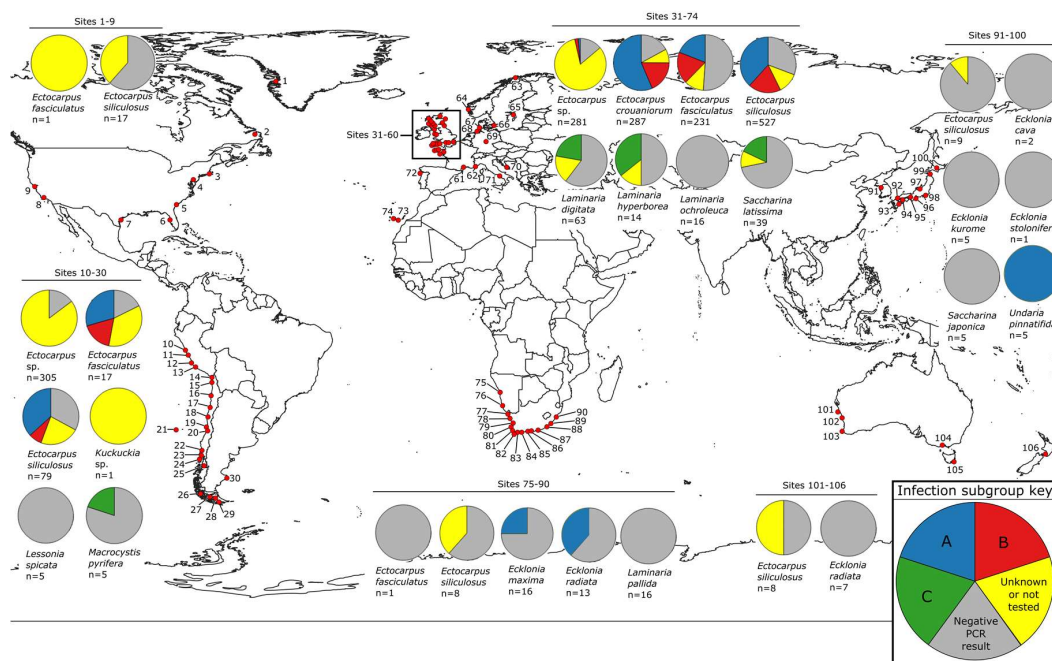 Sites 1-9
Ectocarpus
fasciculatus
n=1
Ectocarpus
siliculosus
n=17
Sites 31-74
Ectocarpus
sp.
n=281
Ectocarpus
crouaniorum
n=287
Ectocarpus
fasciculatus
n=231
Ectocarpus
siliculosus
n=527
Laminaria
digitata
n=63
Laminaria
hyperborea
n=14
Laminaria
ochroleuca
n=16
Saccharina
latissima
n=39
Sites 91-100
Ectocarpus
siliculosus
n=9
Ecklonia
cava
n=2
Ecklonia
kurome
n=5
Ecklonia
stolonifera
n=1
Saccharina
japonica
n=5
Undaria
pinnatifida
n=5
Sites 10-30
Ectocarpus
sp.
n=305
Ectocarpus
fasciculatus
n=17
Ectocarpus
siliculosus
n=79
Kuckuckia
sp.
n=1
Lessonia
spicata
n=5
Macrocystis
pyrifera
n=5
Sites 75-90
Ectocarpus
fasciculatus
n=1
Ectocarpus
siliculosus
n=8
Ecklonia
maxima
n=16
Ecklonia
radiata
n=13
Laminaria
pallida
n=16
Sites 101-106
Ectocarpus
siliculosus
n=8
Ecklonia
radiata
n=7
Infection subgroup key
A
B
C
Unknown
or not
tested
Negative
PCR
result
Sites 31-60
1
2
3
4
5
6
7
8
9
10
11
12
13
14
15
16
17
18
19
20
21
22
23
24
25
26
27
28
29
30
61
62
63
64
65
66
67
68
69
70
71
72
73
74
75
76
77
78
79
80
81
82
83
84
85
86
87
88
89
90
91
92
93
94
95
96
97
98
99
100
101
102
103
104
105
106